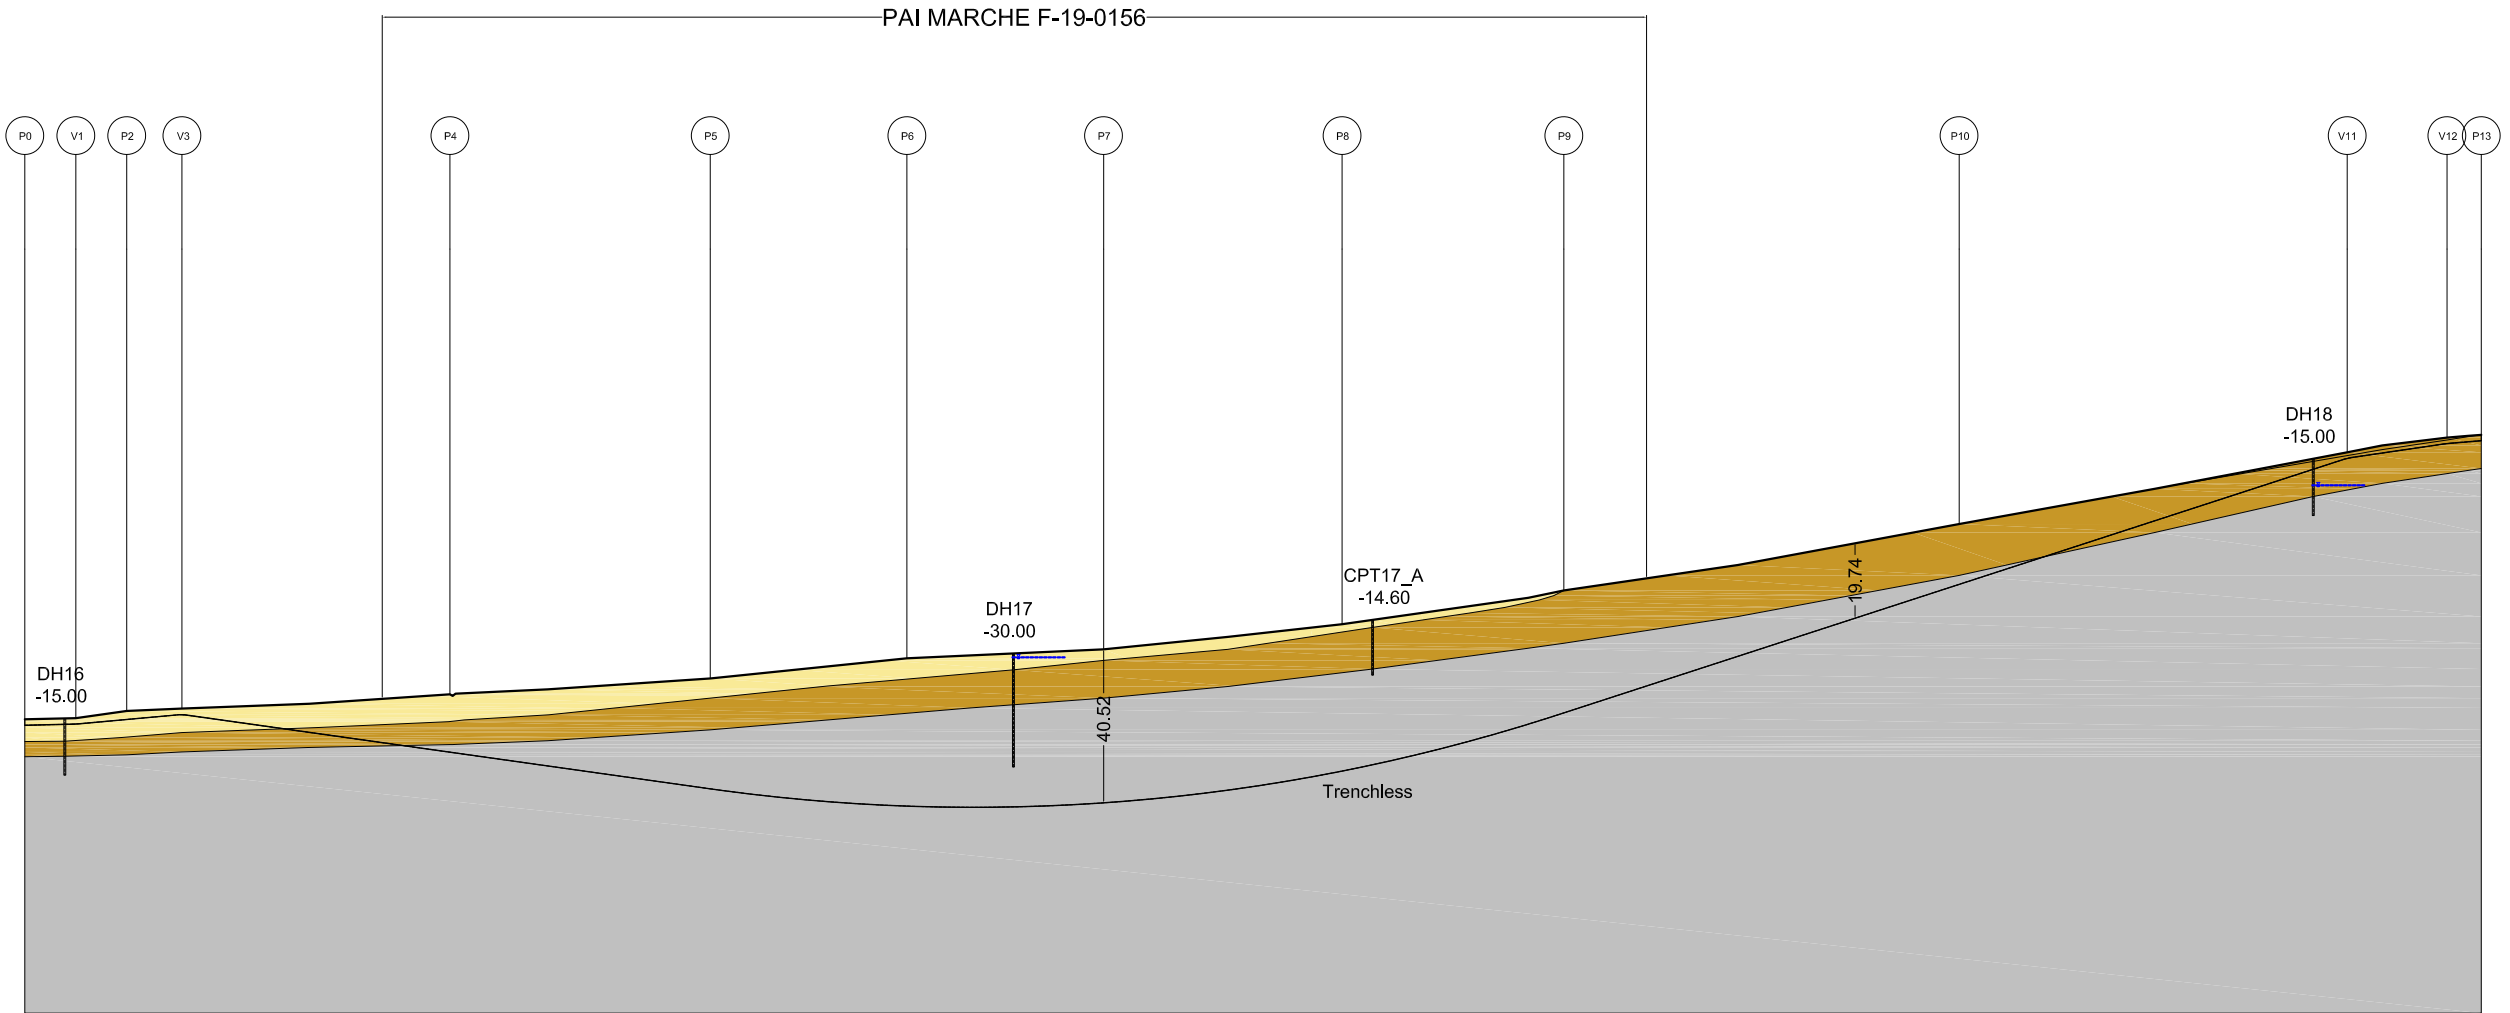 PAI MARCHE F-19-0156
P0
V1
P2
V3
P4
P5
P6
P7
P8
P9
P10
V11
V12
P13
DH18
-15.00
CPT17_A
-14.60
19.74
DH17
-30.00
DH16
-15.00
40.52
Trenchless